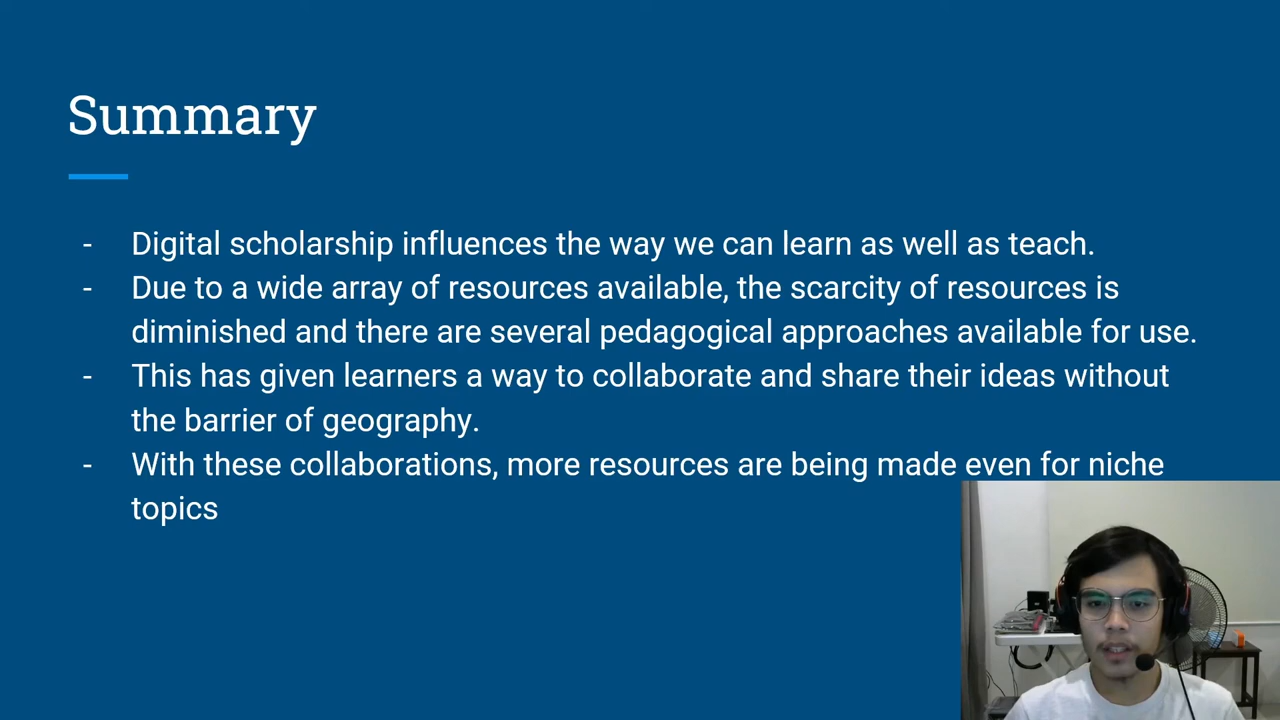 Summary
- Digital scholarship influences the way we can learn as well as teach.
- Due to a wide array of resources available, the scarcity of resources is
diminished and there are several pedagogical approaches available for use.
- This has given learners a way to collaborate and share their ideas without
the barrier of geography.
- With these collaborations, more resources are being made even for niche
topics